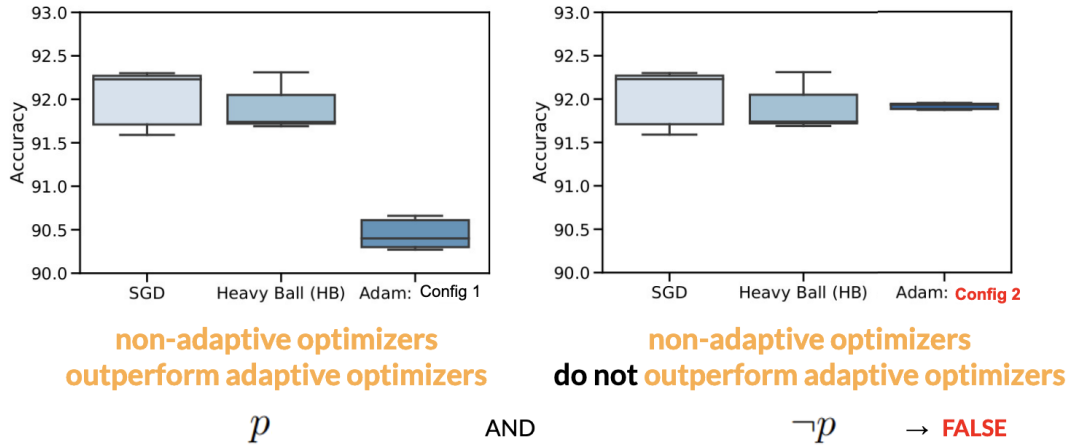 93.0
92.5
92.0
91.5
91.0
90.5
90.0
Accuracy
SGD
Heavy Ball (HB)
Adam: Config 1
non-adaptive optimizers
outperform adaptive optimizers
p
AND
93.0
92.5
92.0
91.5
91.0
90.5
90.0
Accuracy
SGD
Heavy Ball (HB)
Adam: Config 2
non-adaptive optimizers
do not outperform adaptive optimizers
¬p
→ FALSE